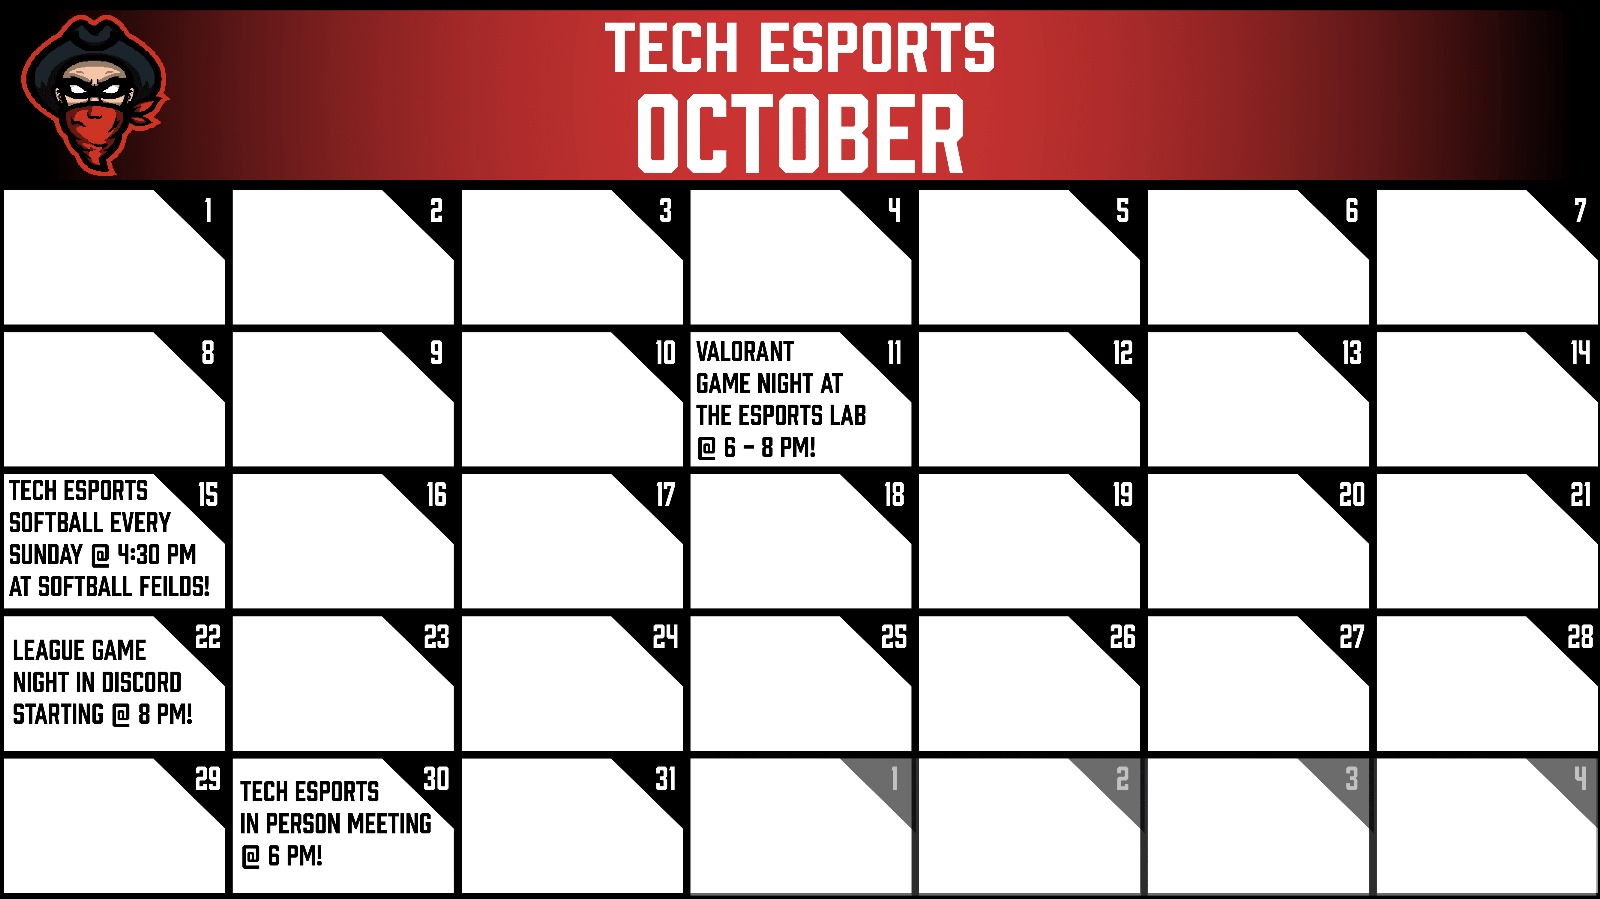 TECH ESPORTS
OCTOBER
1
2
3
4
5
6
7
8
9
10
VALORANT
GAME NIGHT AT
THE ESPORTS LAB
@ 6 - 8 PM!
11
12
13
14
TECH ESPORTS
SOFTBALL EVERY
SUNDAY @ 4:30 PM
AT SOFTBALL FEILDS!
15
16
17
18
19
20
21
LEAGUE GAME
NIGHT IN DISCORD
STARTING @ 8 PM!
22
23
24
25
26
27
28
29
TECH ESPORTS
IN PERSON MEETING
@ 6 PM!
30
31
1
2
3
4